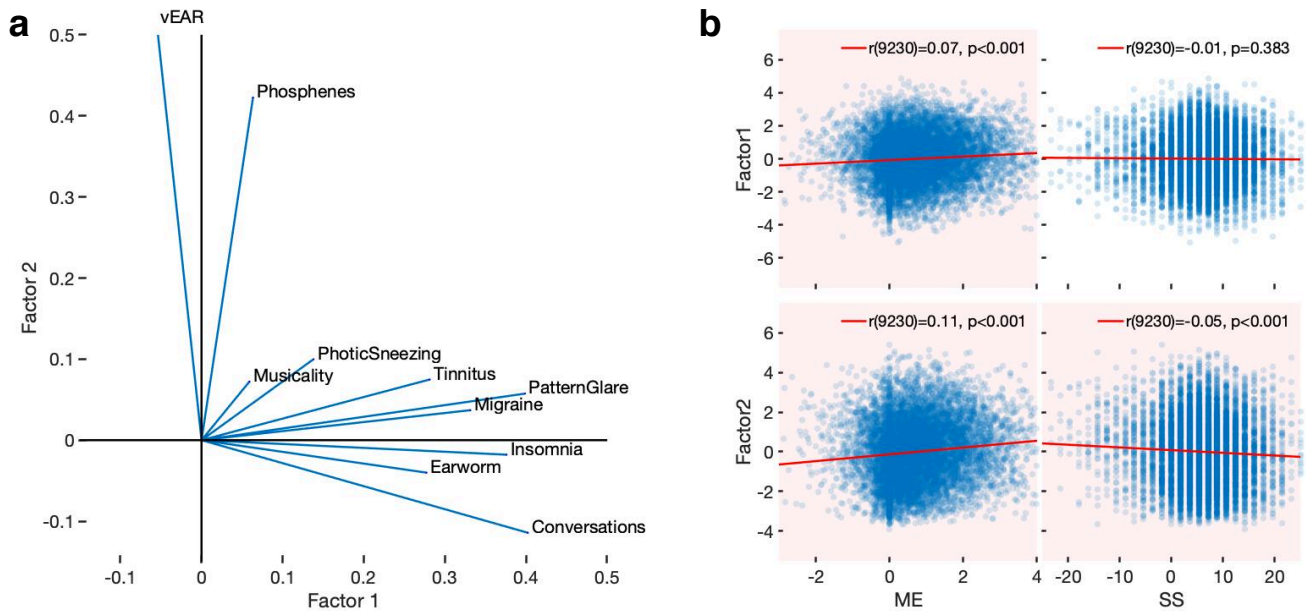 a
vEAR
0.5
Phosphenes
0.4
0.3
Factor 2
0.2
0.1
PhoticSneezing
Musicality
Tinnitus
PatternGlare
Migraine
0
Insomnia
Earworm
-0.1
Conversations
-0.1 0 0.1 0.2 0.3 0.4 0.5
Factor 1
b
r(9230)=0.07, p<0.001
r(9230)=-0.01, p=0.383
6
4
2
0
-2
-4
-6
Factor1
r(9230)=0.11, p<0.001
r(9230)=-0.05, p<0.001
6
4
2
0
-2
-4
Factor2
-2 0 2 4
ME
-20 -10 0 10 20
SS